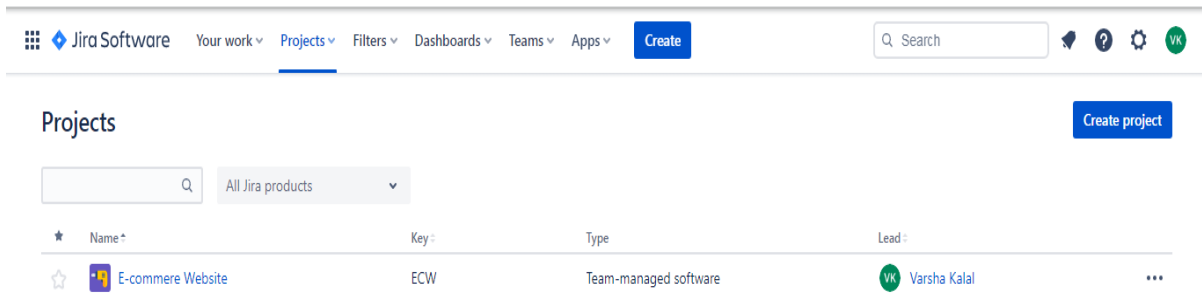 Jira Software Your work Projects Filters Dashboards Teams Apps Create Search VK
Projects Create project
All Jira products
Name Key Type Lead
E-commere Website ECW Team-managed software VK Varsha Kalal